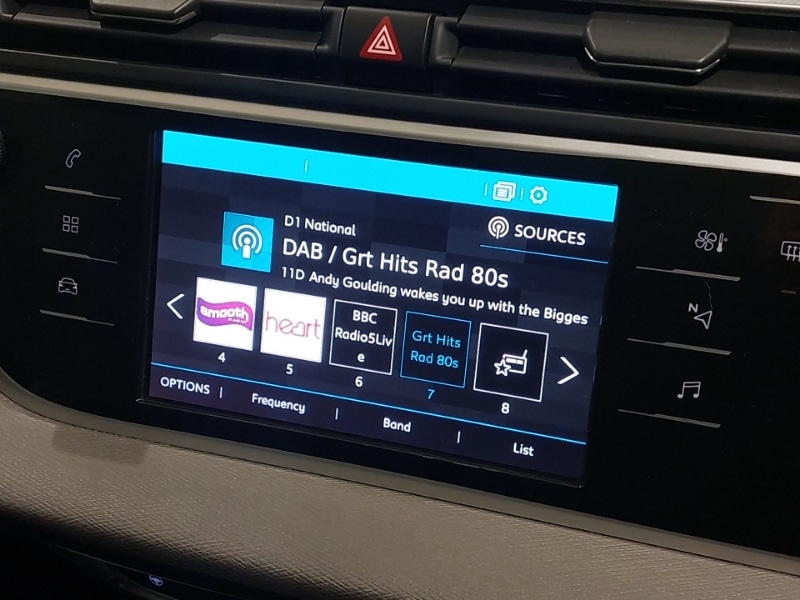 D1 National
SOURCES
DAB / Grt Hits Rad 80s
11D Andy Goulding wakes you up with the Bigges
smooth
RADIO
4
heart
5
BBC
Radio5Liv
e
6
Grt Hits
Rad 80s
7
8
OPTIONS
Frequency
Band
List
N